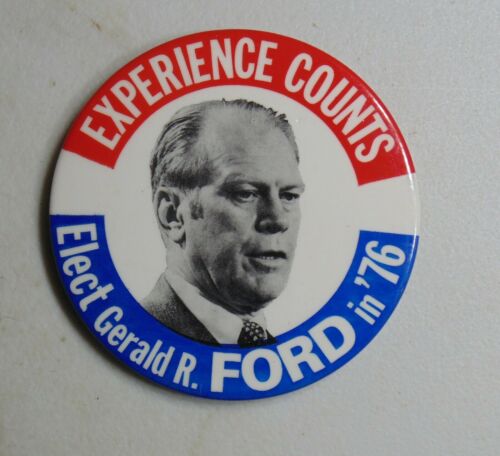 EXPERIENCE COUNTS
Elect Gerald R. FORD in '76